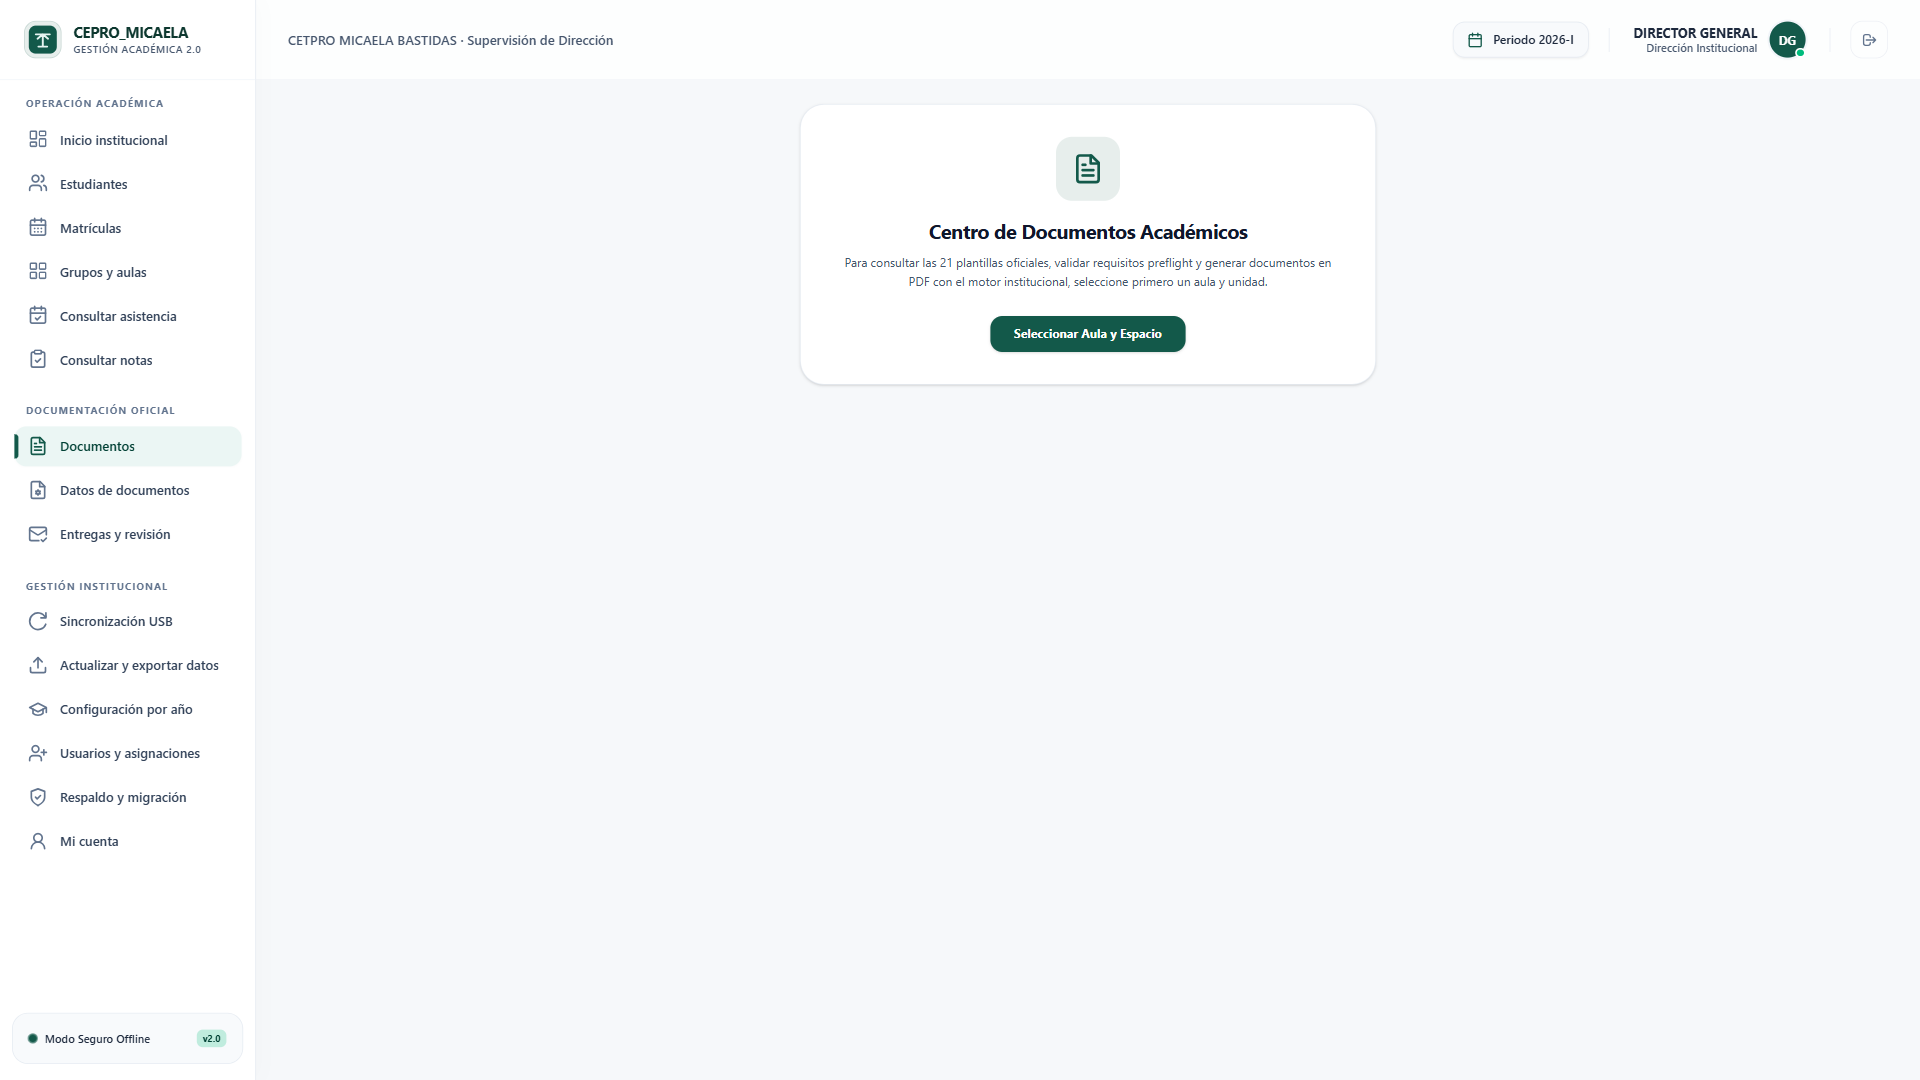 CEPRO_MICAELA
GESTIÓN ACADÉMICA 2.0
CETPRO MICAELA BASTIDAS · Supervisión de Dirección
Periodo 2026-I
DIRECTOR GENERAL
Dirección Institucional
DG
OPERACIÓN ACADÉMICA
Inicio institucional
Estudiantes
Matrículas
Grupos y aulas
Consultar asistencia
Consultar notas
DOCUMENTACIÓN OFICIAL
Documentos
Datos de documentos
Entregas y revisión
GESTIÓN INSTITUCIONAL
Sincronización USB
Actualizar y exportar datos
Configuración por año
Usuarios y asignaciones
Respaldo y migración
Mi cuenta
Modo Seguro Offline
v2.0
Centro de Documentos Académicos
Para consultar las 21 plantillas oficiales, validar requisitos preflight y generar documentos en
PDF con el motor institucional, seleccione primero un aula y unidad.
Seleccionar Aula y Espacio